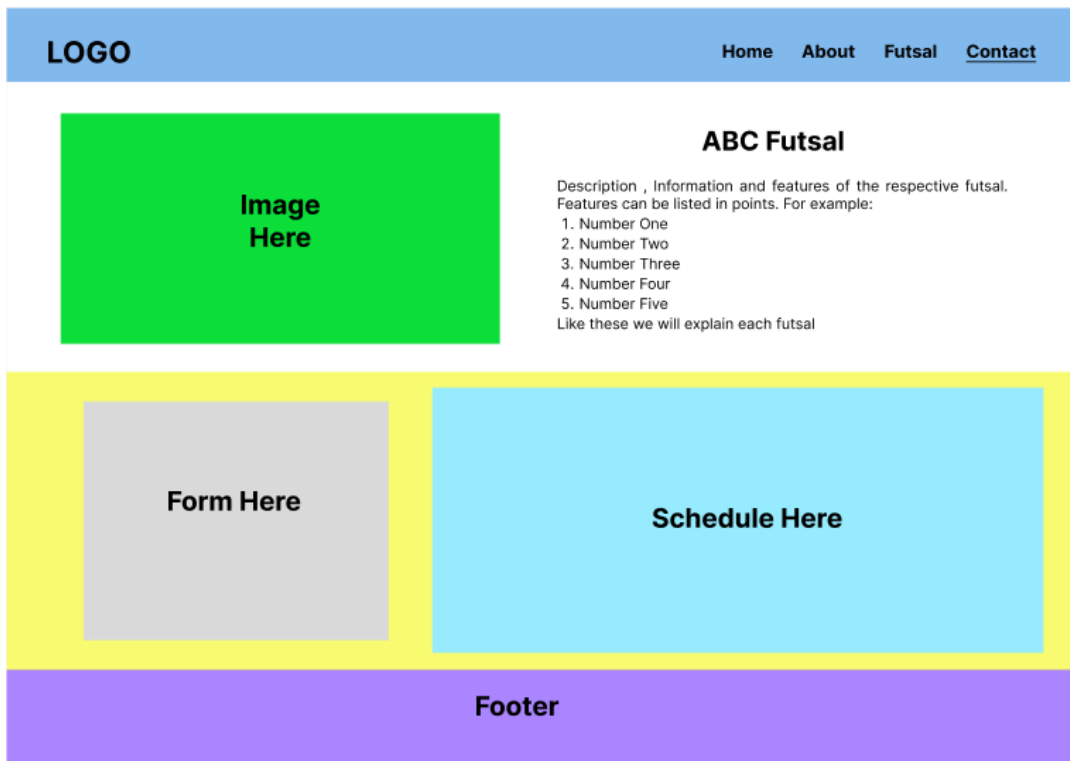 LOGO
Home About Futsal Contact
Image
Here
ABC Futsal
Description , Information and features of the respective futsal.
Features can be listed in points. For example:
1. Number One
2. Number Two
3. Number Three
4. Number Four
5. Number Five
Like these we will explain each futsal
Form Here
Schedule Here
Footer